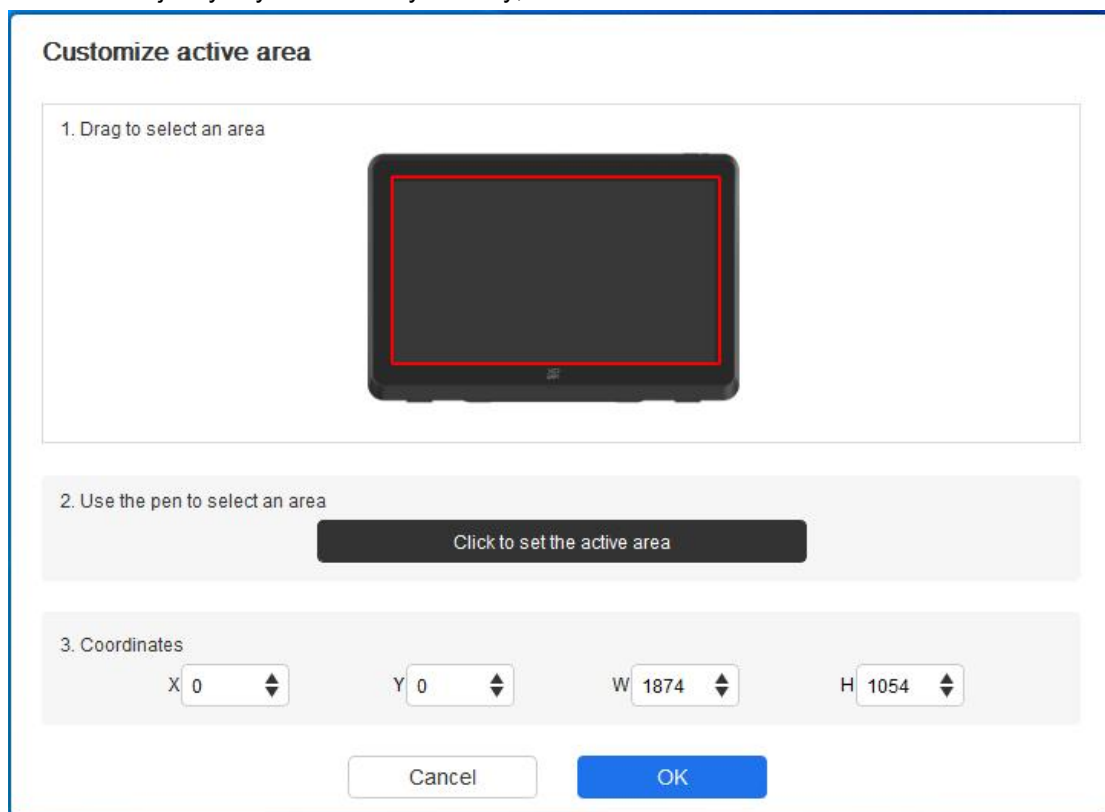 Customize active area
1. Drag to select an area
2. Use the pen to select an area
Click to set the active area
3. Coordinates
X 0 Y 0 W 1874 H 1054
Cancel OK